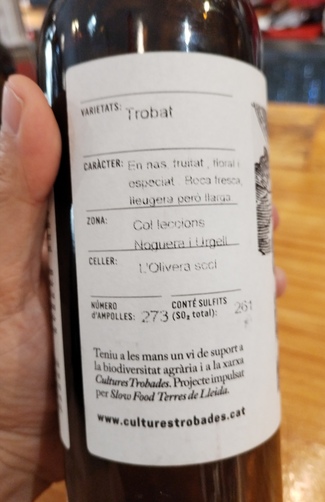 VARIETATS: Trobat
CARÀCTER: En nas fruitat, floral i
especiat. Boca fresca,
lleugera però llarga
ZONA: Col·leccions
Noguera i Urgell
CELLER: L'Olivera sccl
NÚMERO
D'AMPOLLES: 273
CONTÉ SULFITS
(SO₂ total): 261
Teniu a les mans un vi de suport a
la biodiversitat agrària i a la xarxa
CulturesTrobades. Projecte impulsat
per Slow Food Terres de Lleida.
www.culturestrobades.cat